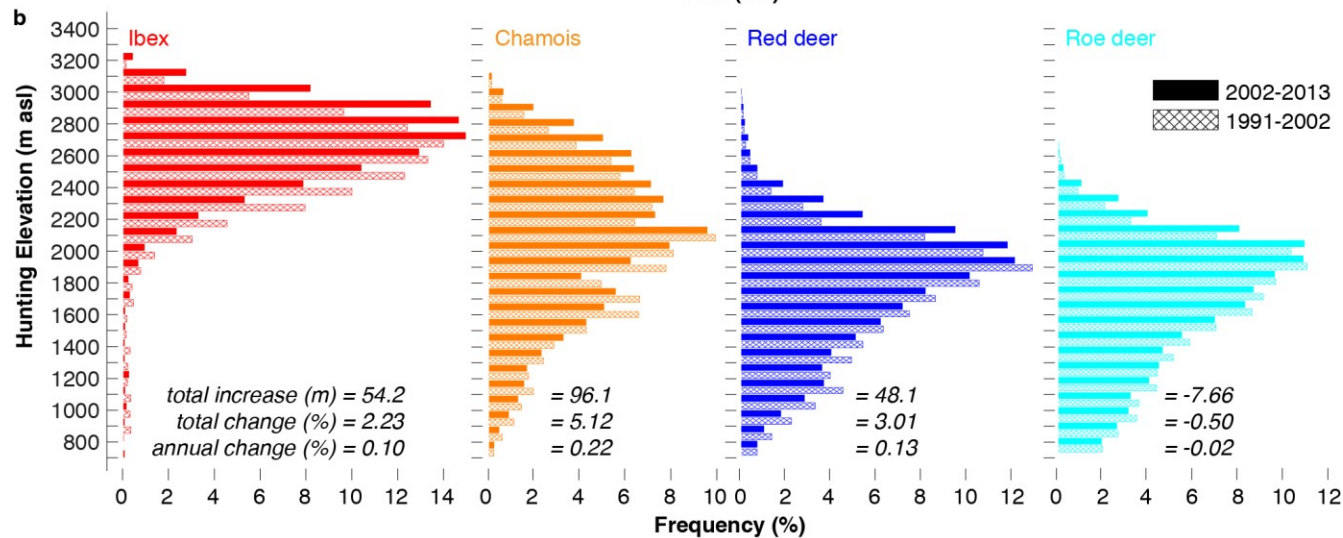 b
Ibex
Chamois
Red deer
Roe deer
2002-2013
1991-2002
Hunting Elevation (m asl)
3400
3200
3000
2800
2600
2400
2200
2000
1800
1600
1400
1200
1000
800
total increase (m) = 54.2
total change (%) = 2.23
annual change (%) = 0.10
= 96.1
= 5.12
= 0.22
= 48.1
= 3.01
= 0.13
= -7.66
= -0.50
= -0.02
0 2 4 6 8 10 12 14
0 2 4 6 8 10
0 2 4 6 8 10 12
0 2 4 6 8 10 12
Frequency (%)